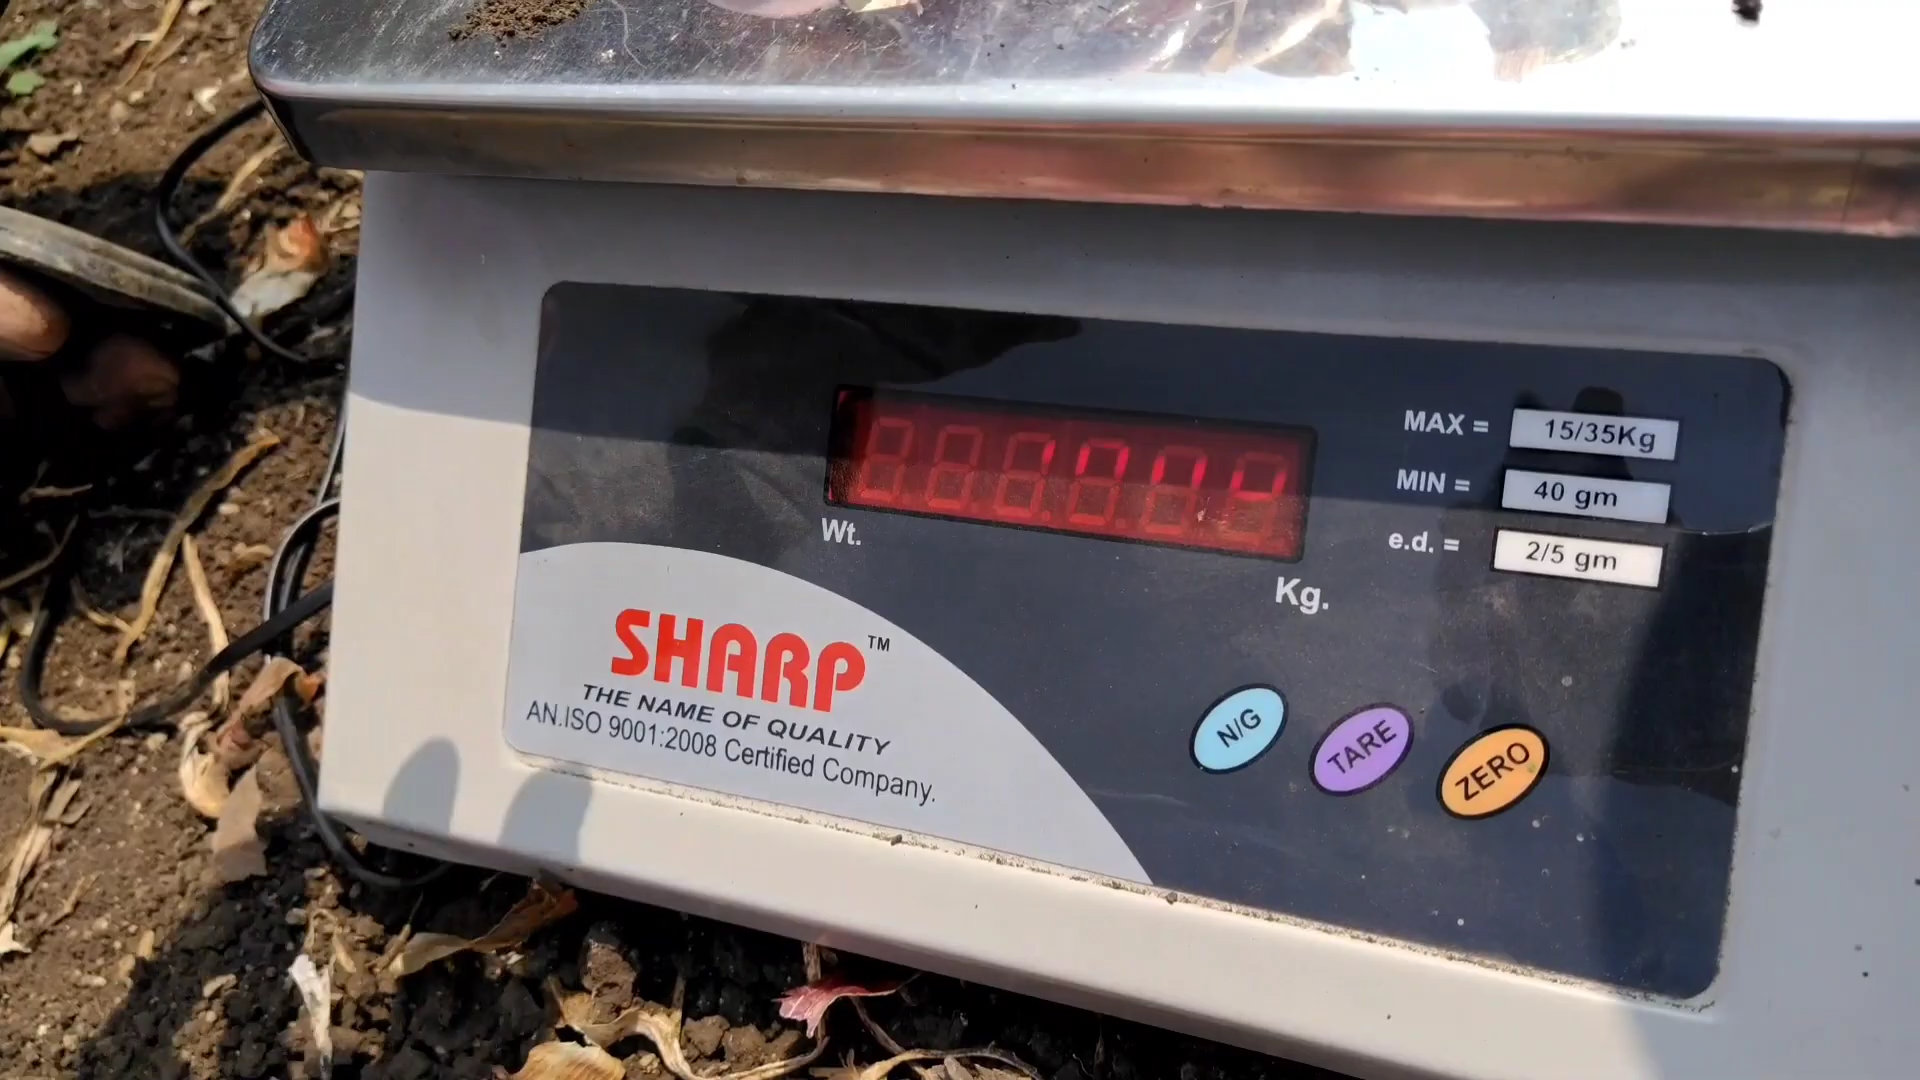 MAX = 15/35Kg
MIN = 40 gm
e.d. = 2/5 gm
Wt.
Kg.
SHARP™
THE NAME OF QUALITY
AN.ISO 9001:2008 Certified Company.
N/G TARE ZERO